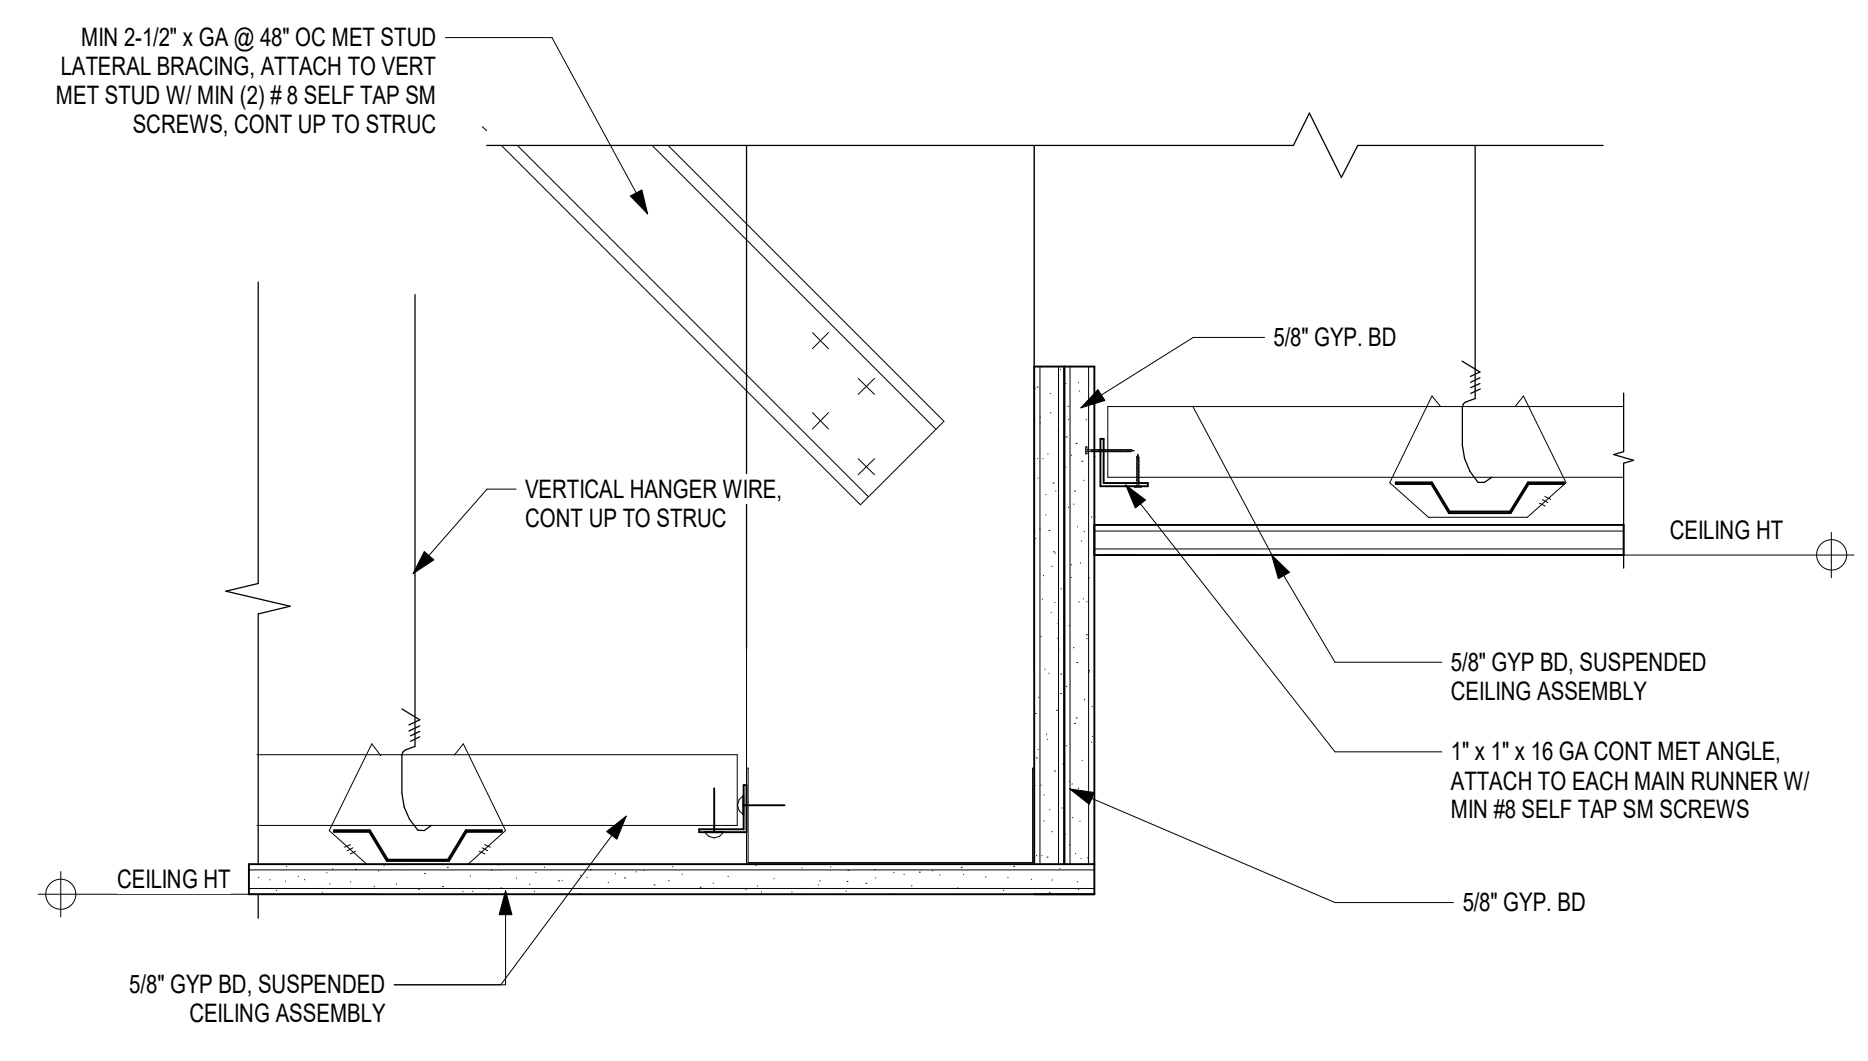 MIN 2-1/2" x GA @ 48" OC MET STUD
LATERAL BRACING, ATTACH TO VERT
MET STUD W/ MIN (2) # 8 SELF TAP SM
SCREWS, CONT UP TO STRUC
5/8" GYP. BD
VERTICAL HANGER WIRE,
CONT UP TO STRUC
CEILING HT
5/8" GYP BD, SUSPENDED
CEILING ASSEMBLY
1" x 1" x 16 GA CONT MET ANGLE,
ATTACH TO EACH MAIN RUNNER W/
MIN #8 SELF TAP SM SCREWS
CEILING HT
5/8" GYP. BD
5/8" GYP BD, SUSPENDED
CEILING ASSEMBLY